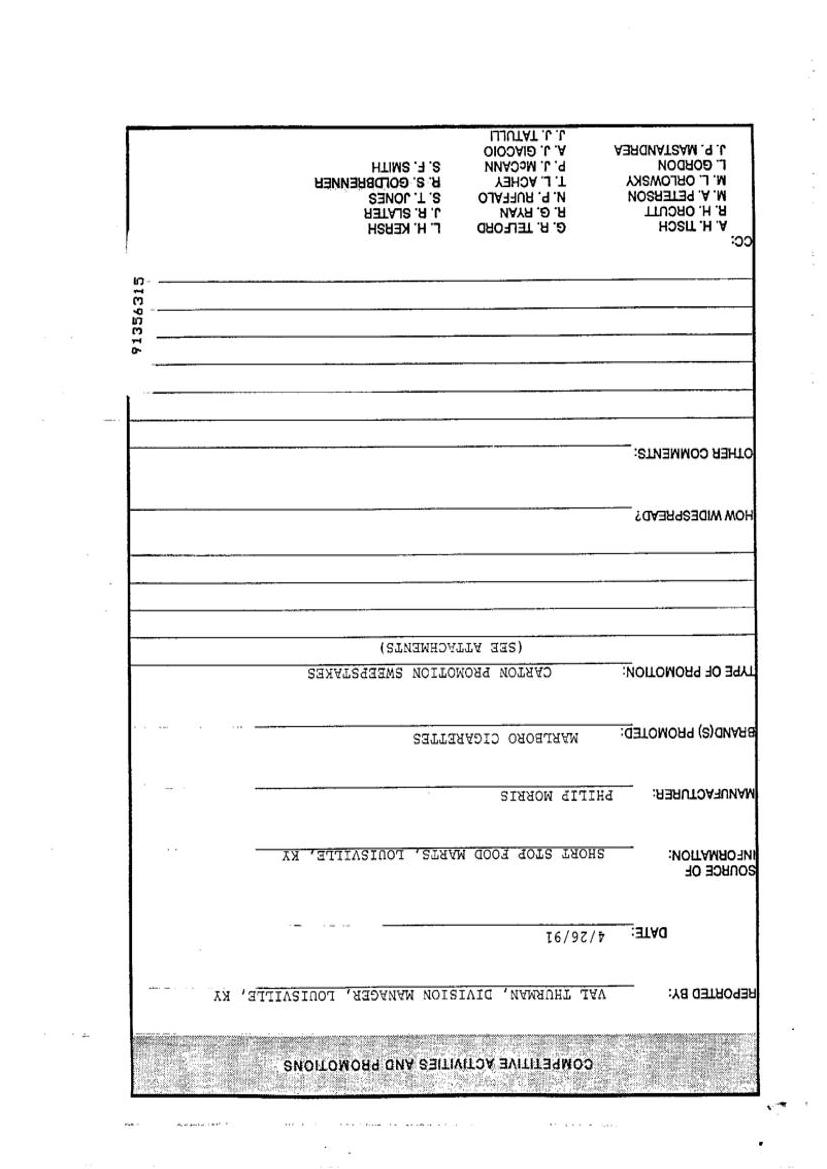 COMPETITIVE ACTIVITIES AND PROMOTIONS
REPORTED BY: VAL THURMAN, DIVISION MANAGER, LOUISVILLE, KY
DATE: 4/26/91
SOURCE OF
INFORMATION: SHORT STOP FOOD MARTS, LOUISVILLE, KY
MANUFACTURER: PHILIP MORRIS
BRAND(S) PROMOTED: MARLBORO CIGARETTES
TYPE OF PROMOTION: CARTON PROMOTION SWEEPSTAKES
(SEE ATTACHMENTS)
HOW WIDESPREAD?
OTHER COMMENTS:
CC:
A. H. TISCH G. R. TELFORD L. H. KERSH
R. H. ORCUTT R. G. RYAN J. R. SLATER
M. A. PETERSON N. P. RUFFALO S. T. JONES
M. L. ORLOWSKY T. L. ACHEY R. S. GOLDBRENNER
L. GORDON P. J. McCANN S. F. SMITH
J. P. MASTANDREA A. J. GIACOIO
J. J. TATULLI
91356315